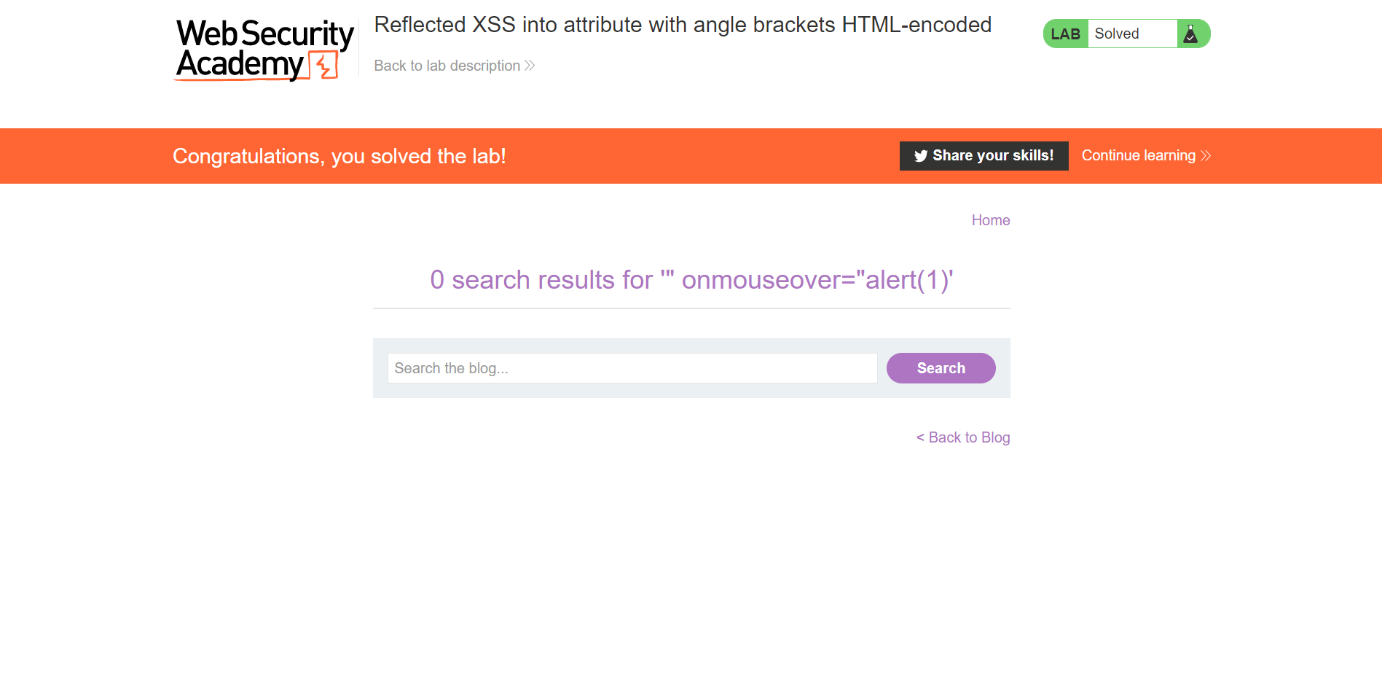 Web Security
Academy
Reflected XSS into attribute with angle brackets HTML-encoded
Back to lab description
LAB Solved
Congratulations, you solved the lab!
Share your skills!
Continue learning
Home
0 search results for '" onmouseover="alert(1)'
Search the blog...
Search
< Back to Blog